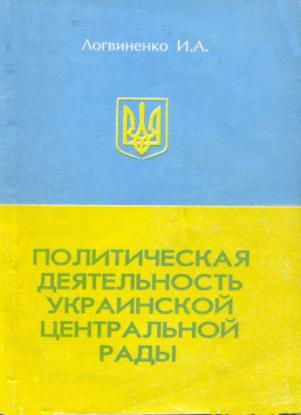 Логвиненко И.А.
ПОЛИТИЧЕСКАЯ
ДЕЯТЕЛЬНОСТЬ
УКРАИНСКОЙ
ЦЕНТРАЛЬНОЙ
РАДЫ